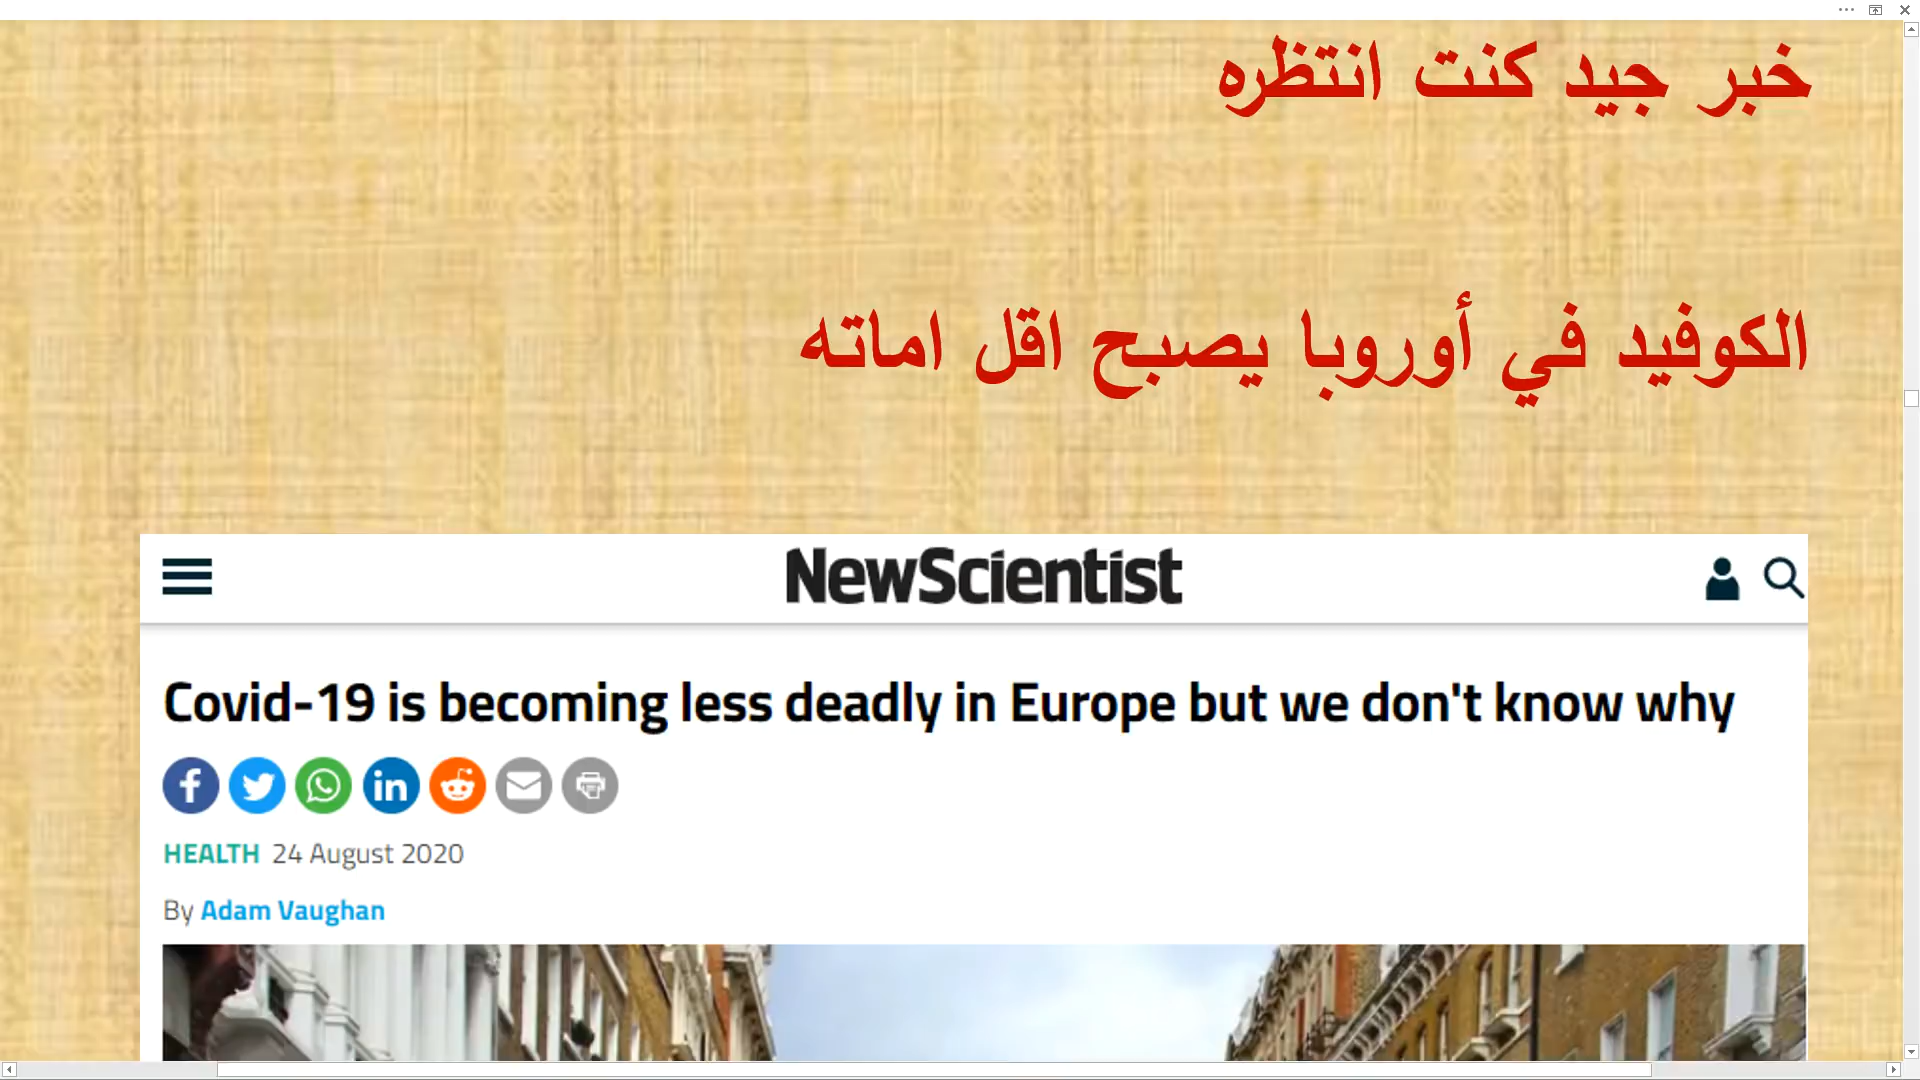 خبر جيد كنت انتظره
الكوفيد في أوروبا يصبح اقل اماته
NewScientist
Covid-19 is becoming less deadly in Europe but we don't know why
HEALTH 24 August 2020
By Adam Vaughan